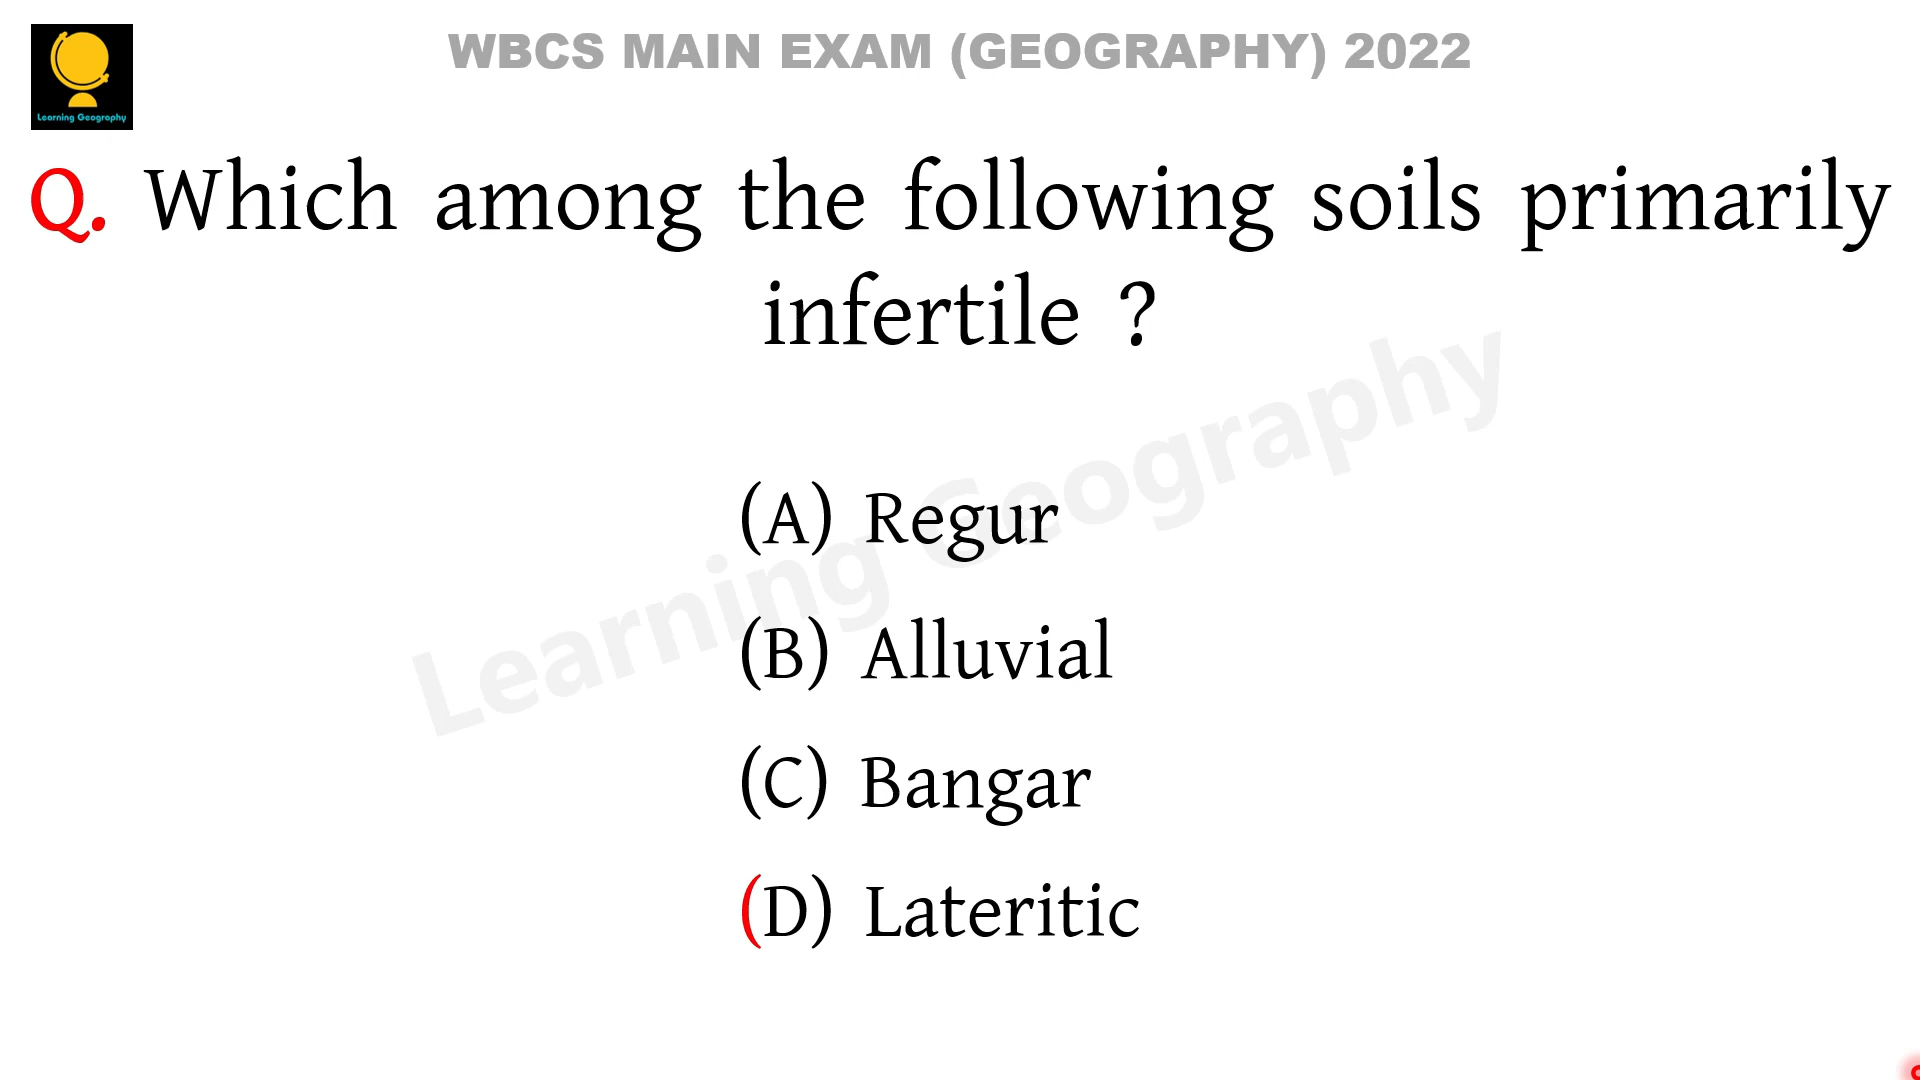 WBCS MAIN EXAM (GEOGRAPHY) 2022
Learning Geography
Q. Which among the following soils primarily
infertile ?
Learning Geography
(A) Regur
(B) Alluvial
(C) Bangar
(D) Lateritic